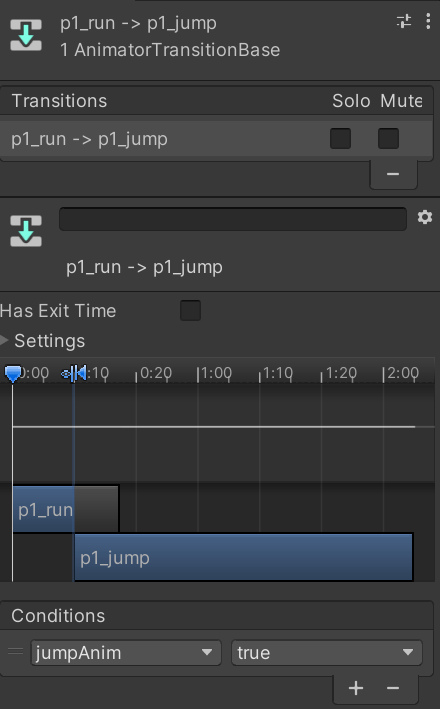 p1_run -> p1_jump
1 AnimatorTransitionBase
Transitions Solo Mute
p1_run -> p1_jump
p1_run -> p1_jump
Has Exit Time
Settings
0:00 0:20 1:00 1:10 1:20 2:00
p1_run
p1_jump
Conditions
jumpAnim true